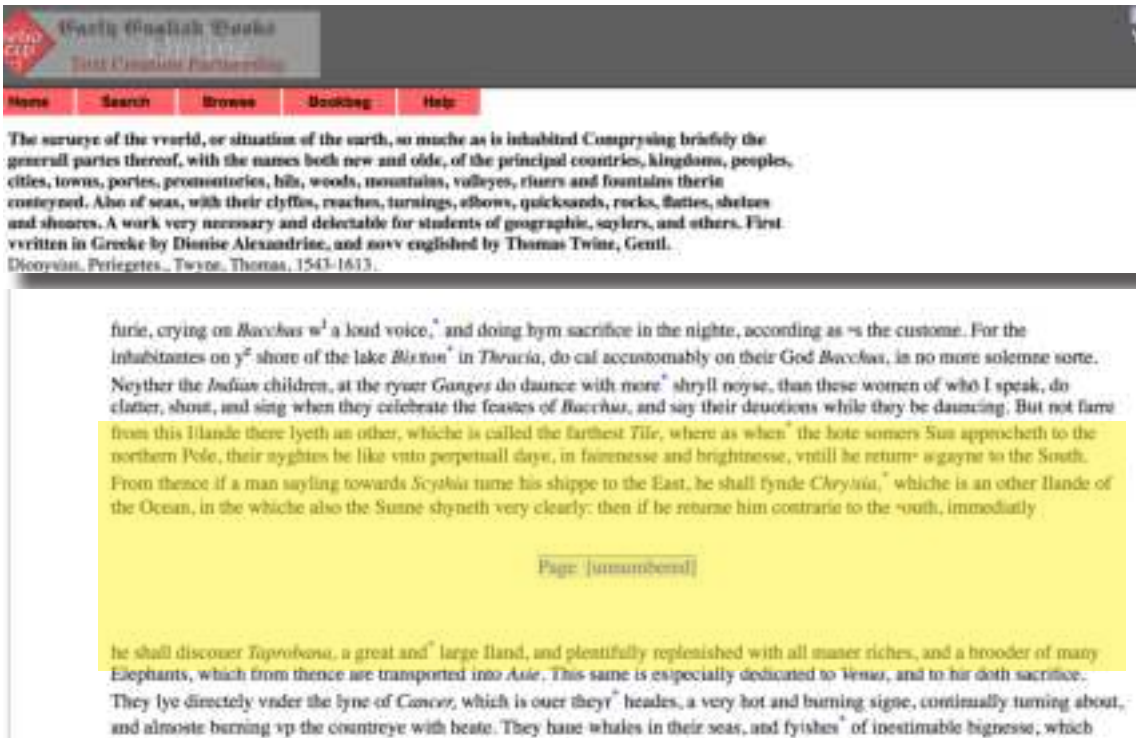 Early English Books
Text Creation Partnership
Home Search Browse Bookbag Help
The surueye of the vvorld, or situation of the earth, so muche as is inhabited Comprysing briefely the
generall partes thereof, with the names both new and olde, of the principal countries, kingdoms, peoples,
cities, towns, portes, promontories, hils, woods, mountains, valleyes, riuers and fountains therin
conteyned. Also of seas, with their clyffes, reaches, turnings, elbows, quicksands, rocks, flattes, shelues
and shoares. A work very necessary and delectable for students of geographie, saylers, and others. First
vvritten in Greeke by Dionise Alexandrine, and novv englished by Thomas Twine, Gentl.
Dionysius, Periegetes., Twyne, Thomas, 1543-1613.
furie, crying on Bacchus wt a loud voice,* and doing hym sacrifice in the nighte, according as ~s the custome. For the
inhabitantes on ye shore of the lake Biston* in Thracia, do cal accustomably on their God Bacchus, in no more solemne sorte.
Neyther the Indian children, at the ryuer Ganges do daunce with more* shryll noyse, than these women of whō I speak, do
clatter, shout, and sing when they celebrate the feastes of Bacchus, and say their deuotions while they be dauncing. But not farre
from this Ilande there lyeth an other, whiche is called the farthest Tile, where as when* the hote somers Sun approcheth to the
northern Pole, their nyghtes be like vnto perpetuall daye, in fairenesse and brightnesse, vntill he return~ agayne to the South.
From thence if a man sayling towards Scythia turne his shippe to the East, he shall fynde Chrysia,* whiche is an other Ilande of
the Ocean, in the whiche also the Sunne shyneth very clearly: then if he returne him contrarie to the ~outh, immediatly
Page [unnumbered]
he shall discouer Taprobana, a great and* large Iland, and plentifully replenished with all maner riches, and a brooder of many
Elephants, which from thence are transported into Asie. This same is especially dedicated to Venus, and to hir doth sacrifice.
They lye directely vnder the lyne of Cancer, which is ouer theyr* heades, a very hot and burning signe, continually turning about,
and almoste burning vp the countreye with heate. They haue whales in their seas, and fyishes* of inestimable bignesse, which